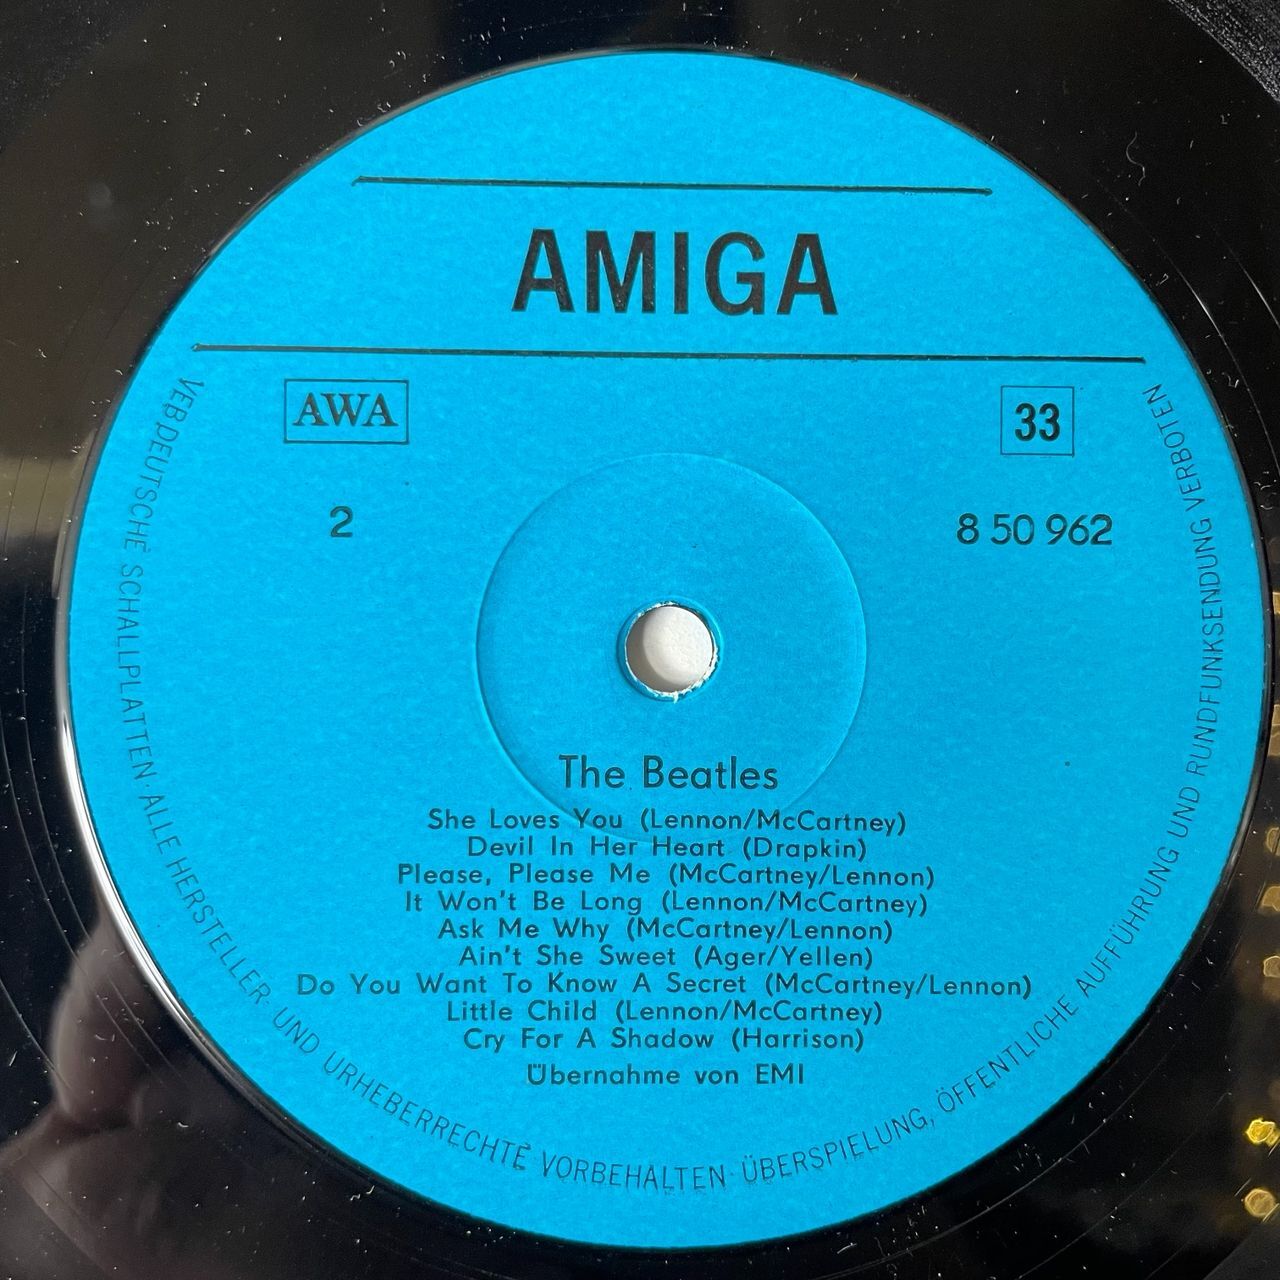 AMIGA
AWA
33
2
8 50 962
The Beatles
She Loves You (Lennon/McCartney)
Devil In Her Heart (Drapkin)
Please, Please Me (McCartney/Lennon)
It Won't Be Long (Lennon/McCartney)
Ask Me Why (McCartney/Lennon)
Ain't She Sweet (Ager/Yellen)
Do You Want To Know A Secret (McCartney/Lennon)
Little Child (Lennon/McCartney)
Cry For A Shadow (Harrison)
Übernahme von EMI
VEB DEUTSCHE SCHALLPLATTEN · ALLE HERSTELLER- UND URHEBERRECHTE VORBEHALTEN · ÜBERSPIELUNG, ÖFFENTLICHE AUFFÜHRUNG UND RUNDFUNKSENDUNG VERBOTEN